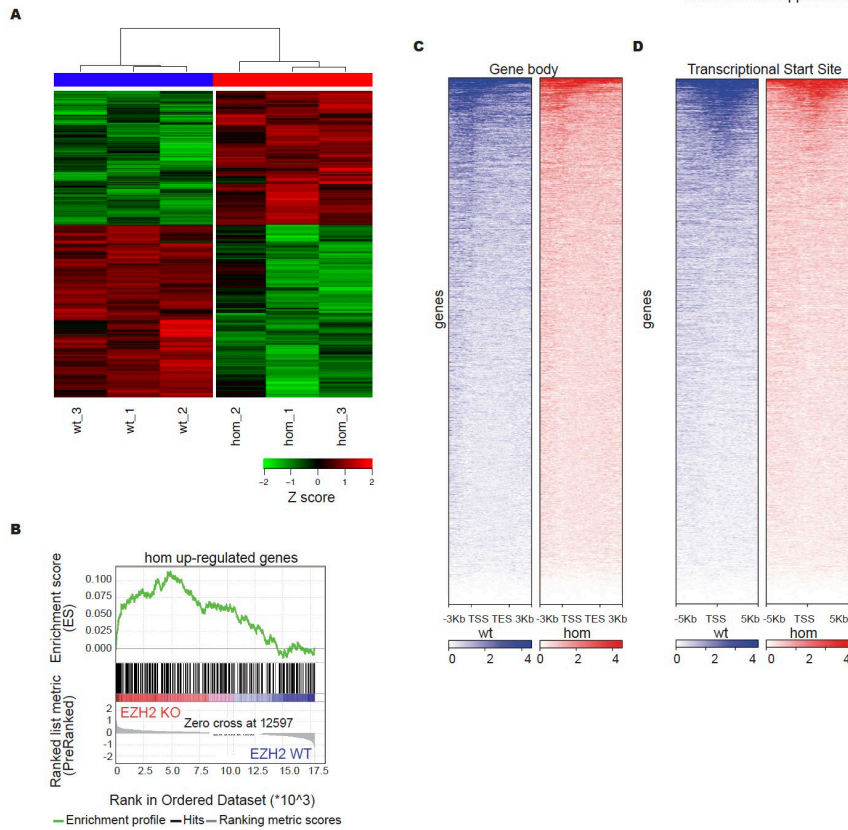 A
wt_3 wt_1 wt_2 hom_2 hom_1 hom_3
-2 -1 0 1 2
Z score
B
hom up-regulated genes
Enrichment score
(ES)
0.100
0.075
0.050
0.025
0.000
Ranked list metric
(PreRanked)
2
1
0
-1
-2
EZH2 KO
Zero cross at 12597
EZH2 WT
0 2.5 5.0 7.5 10.0 12.5 15.0 17.5
Rank in Ordered Dataset (*10^3)
Enrichment profile Hits Ranking metric scores
C
Gene body
genes
-3Kb TSS TES 3Kb -3Kb TSS TES 3Kb
wt hom
0 2 4 0 2 4
D
Transcriptional Start Site
genes
-5Kb TSS 5Kb -5Kb TSS 5Kb
wt hom
0 2 4 0 2 4